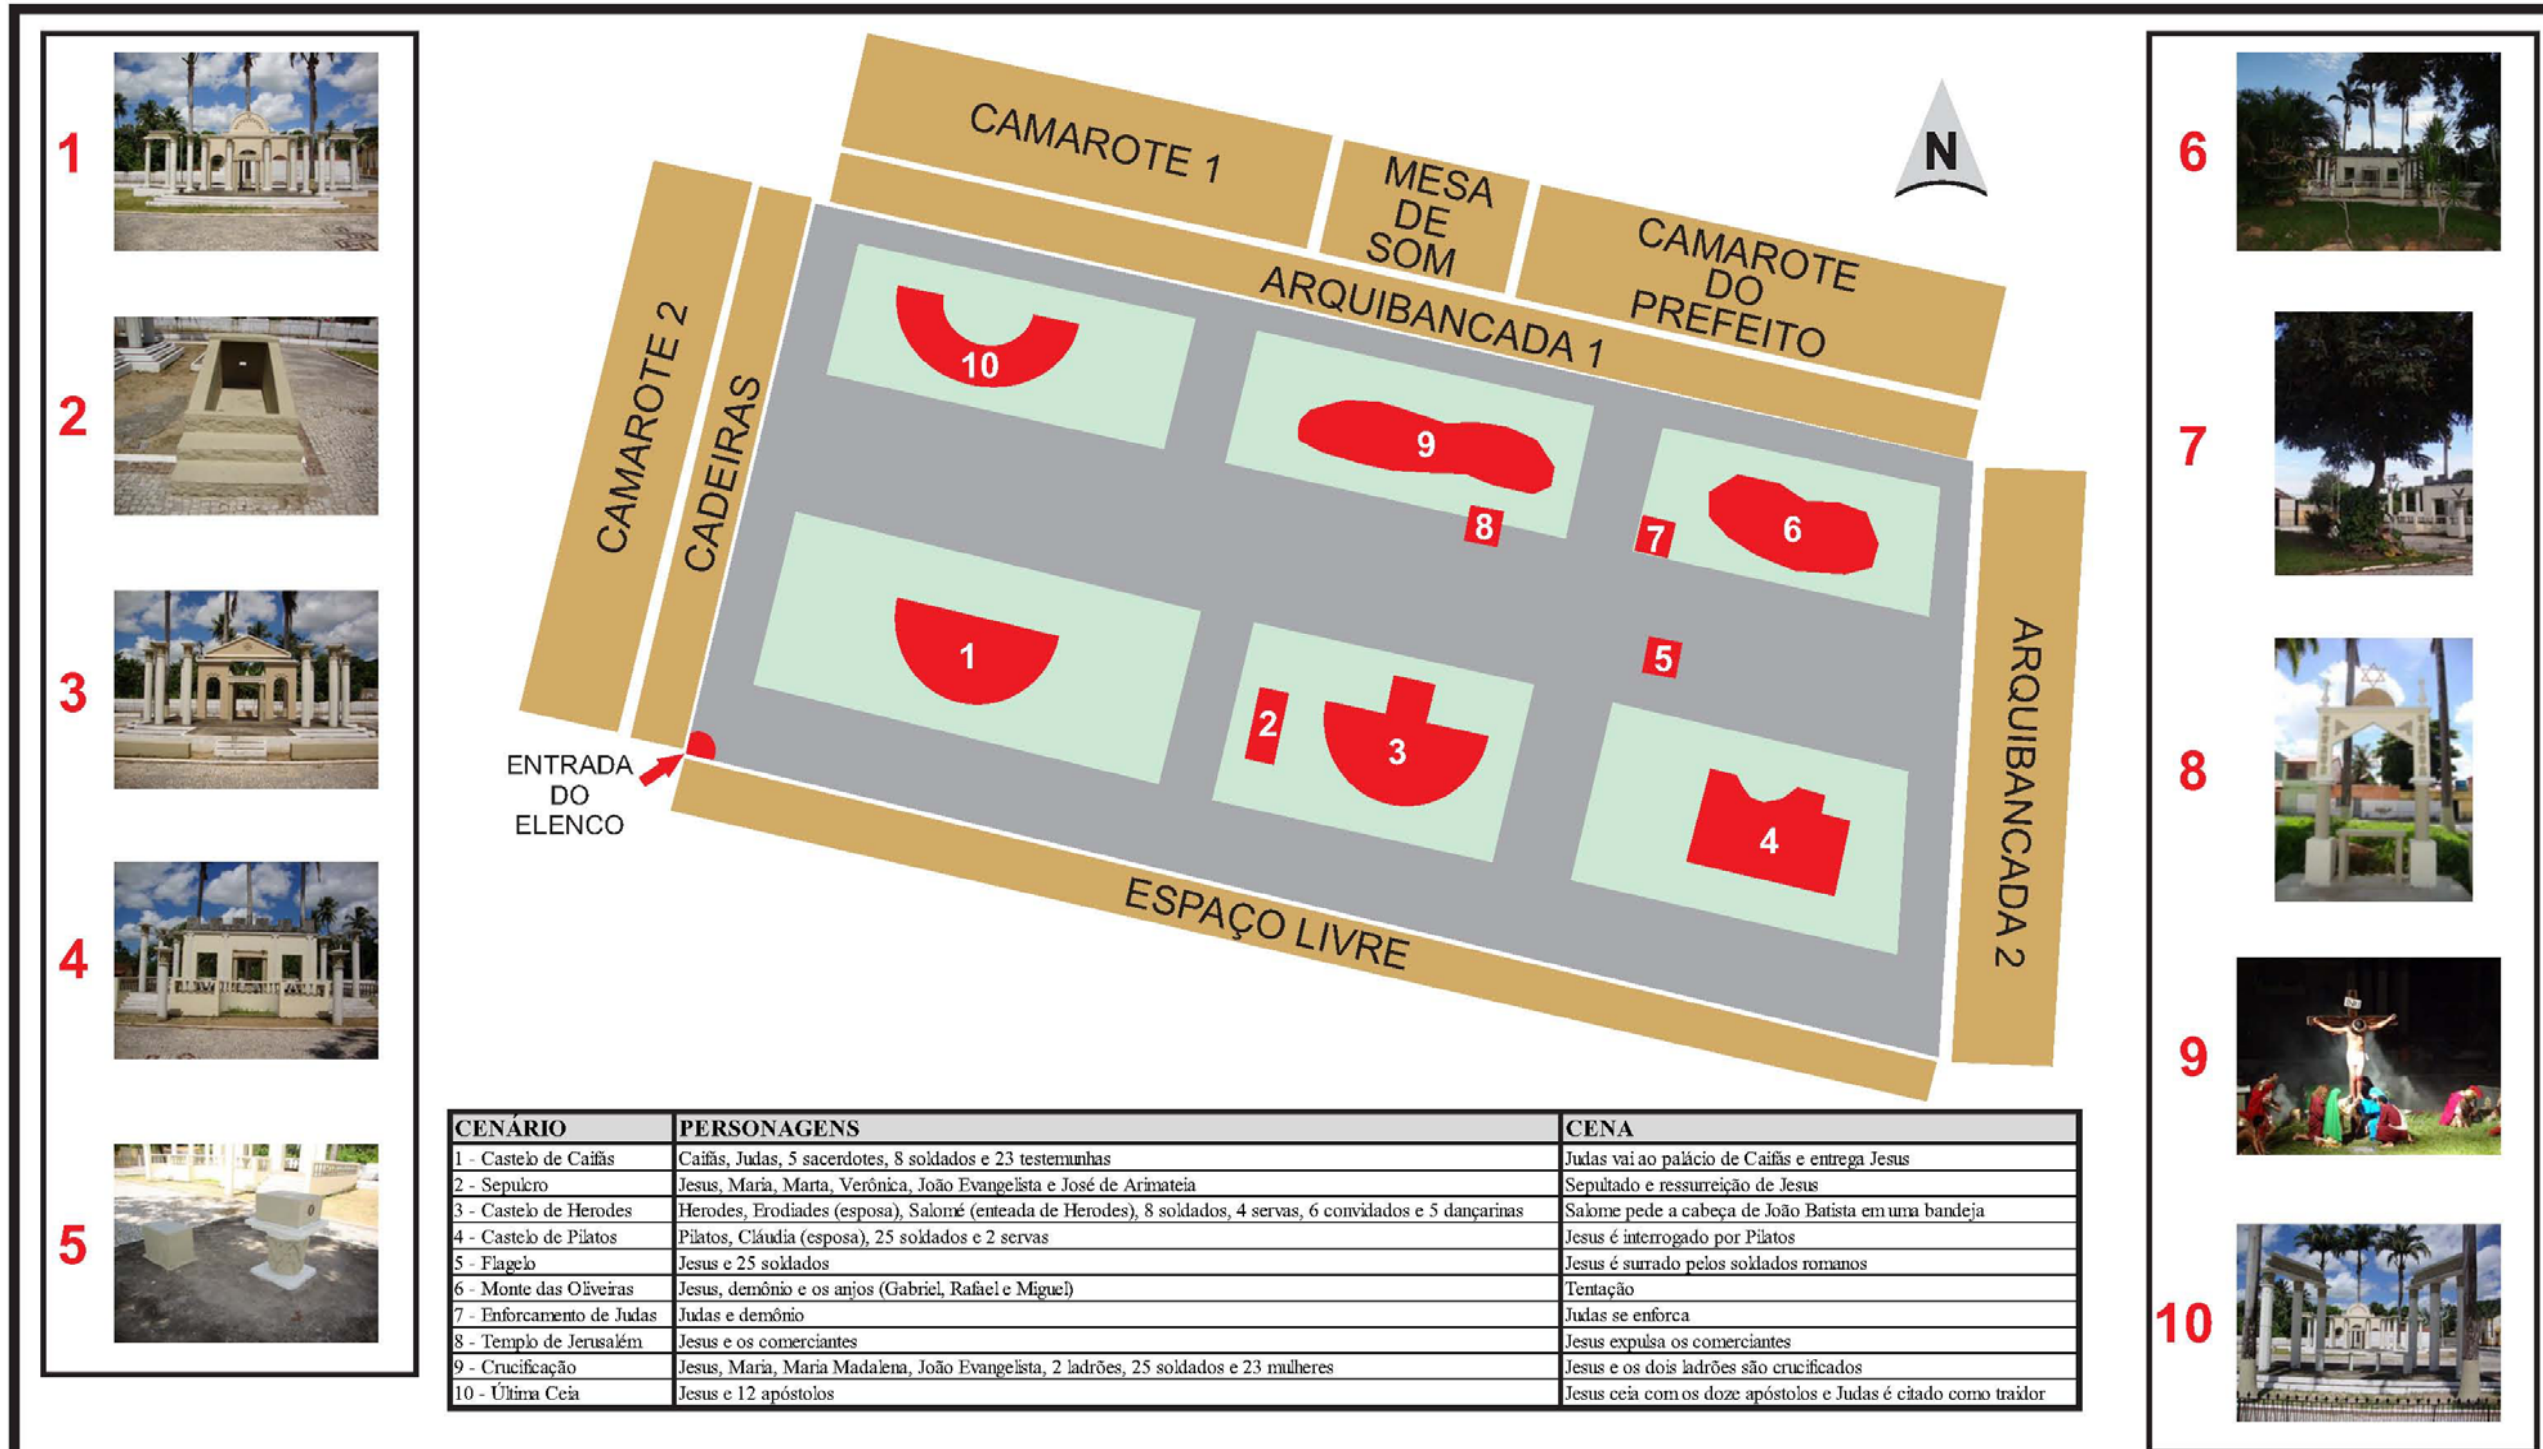 1
2
3
4
5
CAMAROTE 1
MESA
DE
SOM
CAMAROTE
DO
PREFEITO
N
ARQUIBANCADA 1
CAMAROTE 2
CADEIRAS
10
9
8
7
6
1
2
3
5
4
ENTRADA
DO
ELENCO
ESPAÇO LIVRE
ARQUIBANCADA 2
6
7
8
9
10
CENÁRIO PERSONAGENS CENA
1 - Castelo de Caifãs Caifãs, Judas, 5 sacerdotes, 8 soldados e 23 testemunhas Judas vai ao palácio de Caifãs e entrega Jesus
2 - Sepulcro Jesus, Maria, Marta, Verônica, João Evangelista e José de Arimateia Sepultado e ressurreição de Jesus
3 - Castelo de Herodes Herodes, Erodiades (esposa), Salomé (enteada de Herodes), 8 soldados, 4 servas, 6 convidados e 5 dançarinas Salome pede a cabeça de João Batista em uma bandeja
4 - Castelo de Pilatos Pilatos, Cláudia (esposa), 25 soldados e 2 servas Jesus é interrogado por Pilatos
5 - Flagelo Jesus e 25 soldados Jesus é surrado pelos soldados romanos
6 - Monte das Oliveiras Jesus, demônio e os anjos (Gabriel, Rafael e Miguel) Tentação
7 - Enforcamento de Judas Judas e demônio Judas se enforca
8 - Templo de Jerusalém Jesus e os comerciantes Jesus expulsa os comerciantes
9 - Crucificação Jesus, Maria, Maria Madalena, João Evangelista, 2 ladrões, 25 soldados e 23 mulheres Jesus e os dois ladrões são crucificados
10 - Última Ceia Jesus e 12 apóstolos Jesus ceia com os doze apóstolos e Judas é citado como traidor